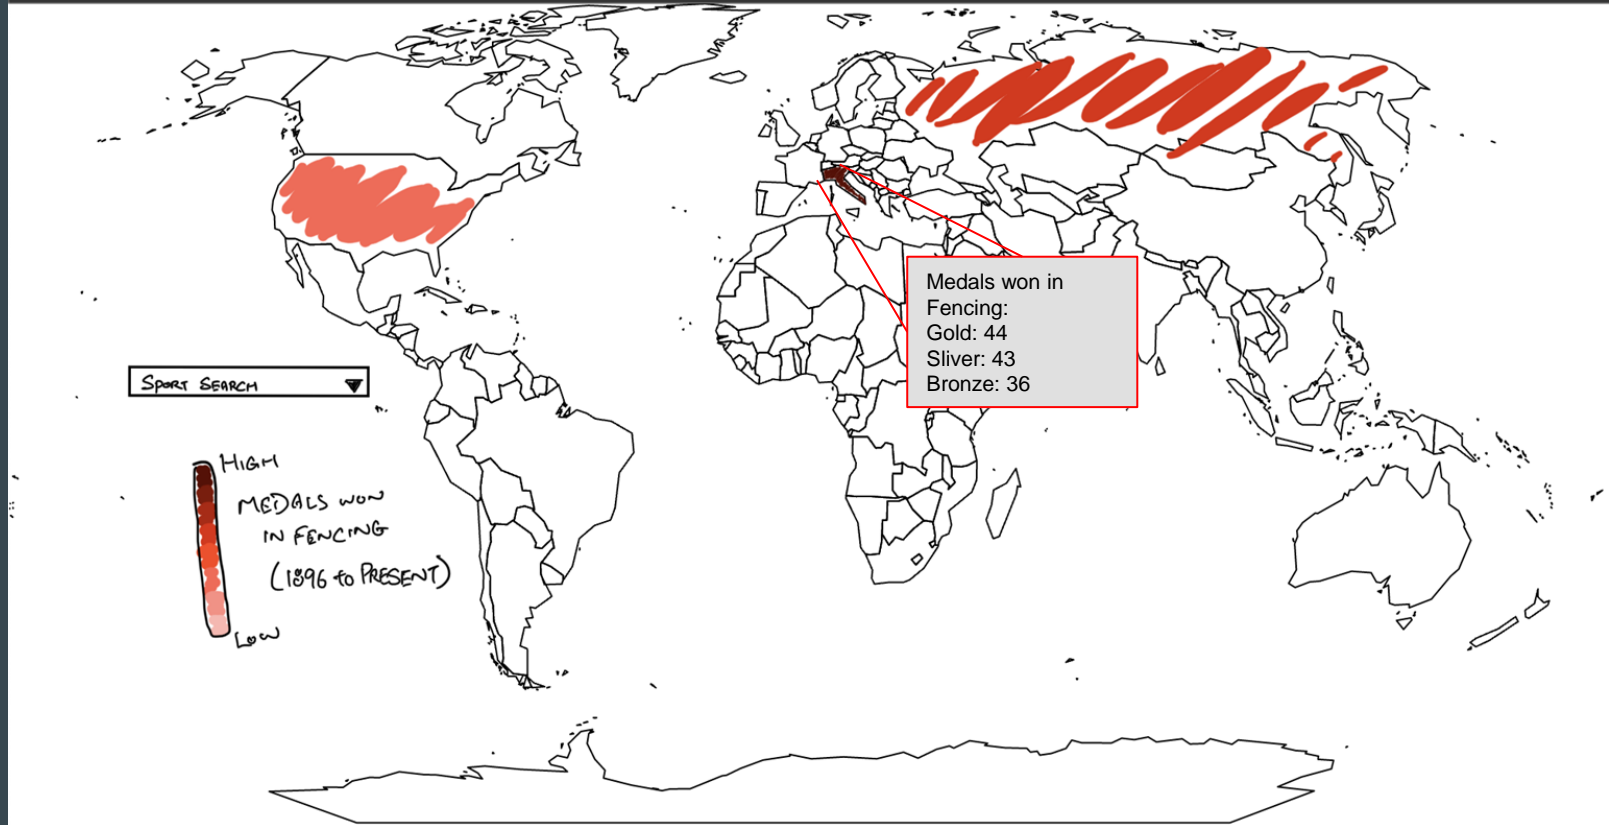 Medals won in
Fencing:
Gold: 44
Sliver: 43
Bronze: 36
SPORT SEARCH
HIGH
MEDALS WON
IN FENCING
(1896 to PRESENT)
LOW